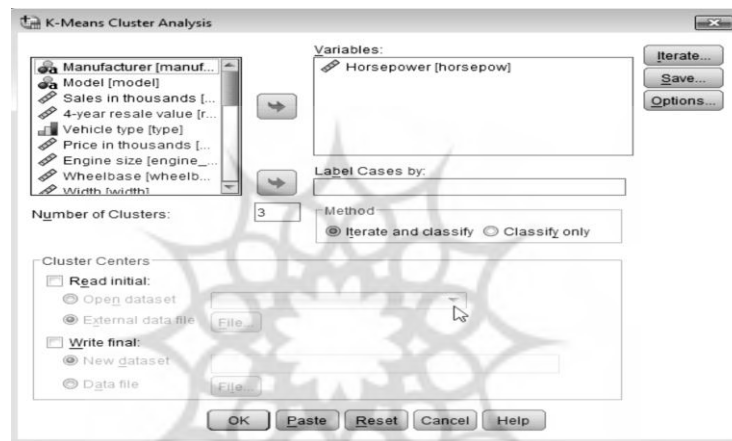 K-Means Cluster Analysis
Manufacturer [manuf...
Model [model]
Sales in thousands [...
4-year resale value [r...
Vehicle type [type]
Price in thousands [...
Engine size [engine_...
Wheelbase [wheelb...
Width [width]
Variables:
Horsepower [horsepow]
Iterate...
Save...
Options...
Label Cases by:
Number of Clusters: 3
Method
Iterate and classify Classify only
Cluster Centers
Read initial:
Open dataset
External data file File...
Write final:
New dataset
Data file File...
OK Paste Reset Cancel Help